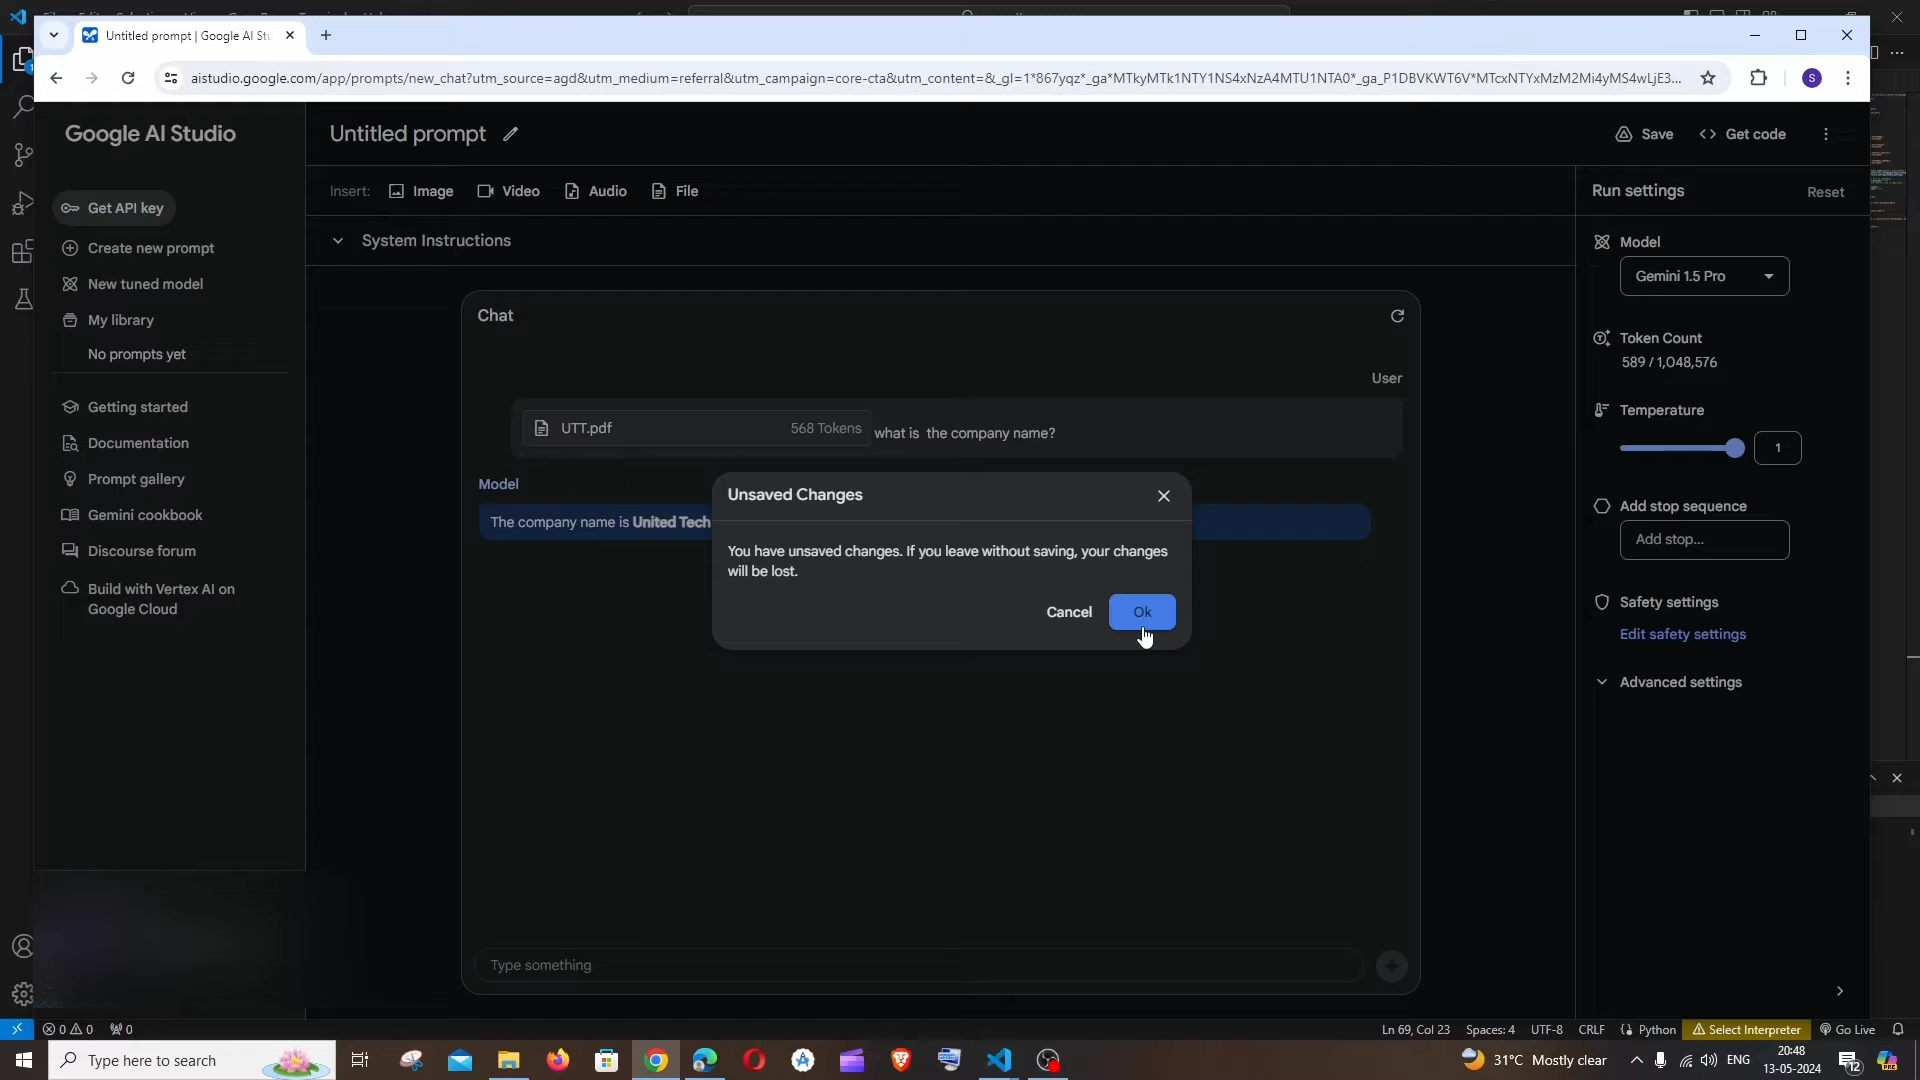 Untitled prompt | Google AI Stu
aistudio.google.com/app/prompts/new_chat?utm_source=agd&utm_medium=referral&utm_campaign=core-cta&utm_content=&_gl=1*867yqz*_ga*MTkyMTk1NTY1NS4xNzA4MTU1NTA0*_ga_P1DBVKWT6V*MTcxNTYxMzM2Mi4yMS4wLjE3...
S
Google AI Studio
Untitled prompt
Save
Get code
Get API key
Create new prompt
New tuned model
My library
No prompts yet
Getting started
Documentation
Prompt gallery
Gemini cookbook
Discourse forum
Build with Vertex AI on
Google Cloud
Insert:
Image
Video
Audio
File
System Instructions
Chat
User
UTT.pdf
568 Tokens
what is the company name?
Model
The company name is United Tech
Unsaved Changes
You have unsaved changes. If you leave without saving, your changes
will be lost.
Cancel
Ok
Type something
Run settings
Reset
Model
Gemini 1.5 Pro
Token Count
589 / 1,048,576
Temperature
1
Add stop sequence
Add stop...
Safety settings
Edit safety settings
Advanced settings
0 0
0
Ln 69, Col 23
Spaces: 4
UTF-8
CRLF
Python
Select Interpreter
Go Live
Type here to search
31°C Mostly clear
ENG
20:48
13-05-2024
12
PRE